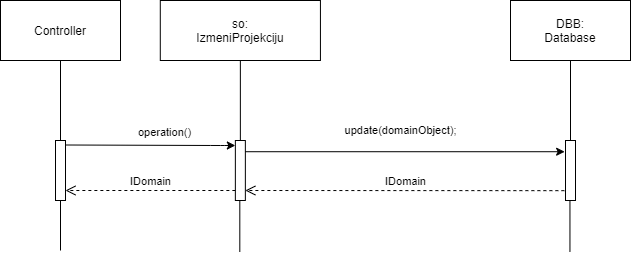 Controller
so:
IzmeniProjekciju
DBB:
Database
operation()
update(domainObject);
IDomain
IDomain